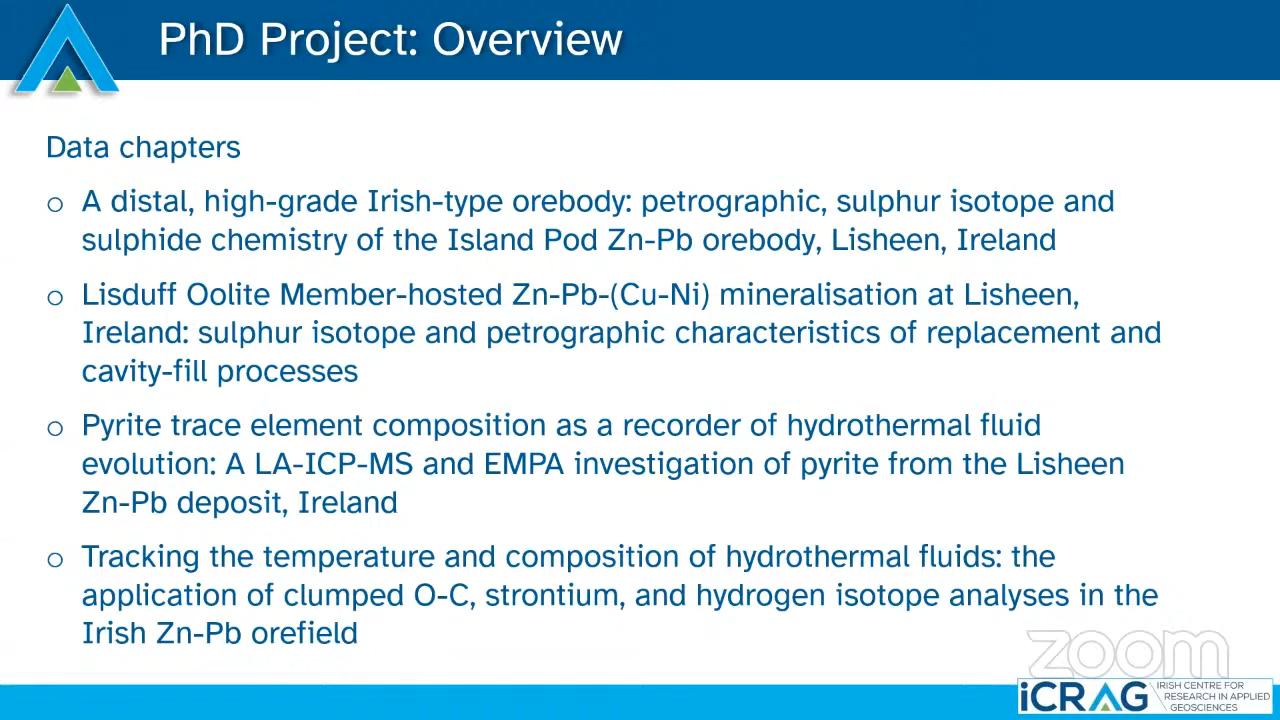 PhD Project: Overview
Data chapters
o A distal, high-grade Irish-type orebody: petrographic, sulphur isotope and
sulphide chemistry of the Island Pod Zn-Pb orebody, Lisheen, Ireland
o Lisduff Oolite Member-hosted Zn-Pb-(Cu-Ni) mineralisation at Lisheen,
Ireland: sulphur isotope and petrographic characteristics of replacement and
cavity-fill processes
o Pyrite trace element composition as a recorder of hydrothermal fluid
evolution: A LA-ICP-MS and EMPA investigation of pyrite from the Lisheen
Zn-Pb deposit, Ireland
o Tracking the temperature and composition of hydrothermal fluids: the
application of clumped O-C, strontium, and hydrogen isotope analyses in the
Irish Zn-Pb orefield
zoom
iCRAG
IRISH CENTRE FOR
RESEARCH IN APPLIED
GEOSCIENCES